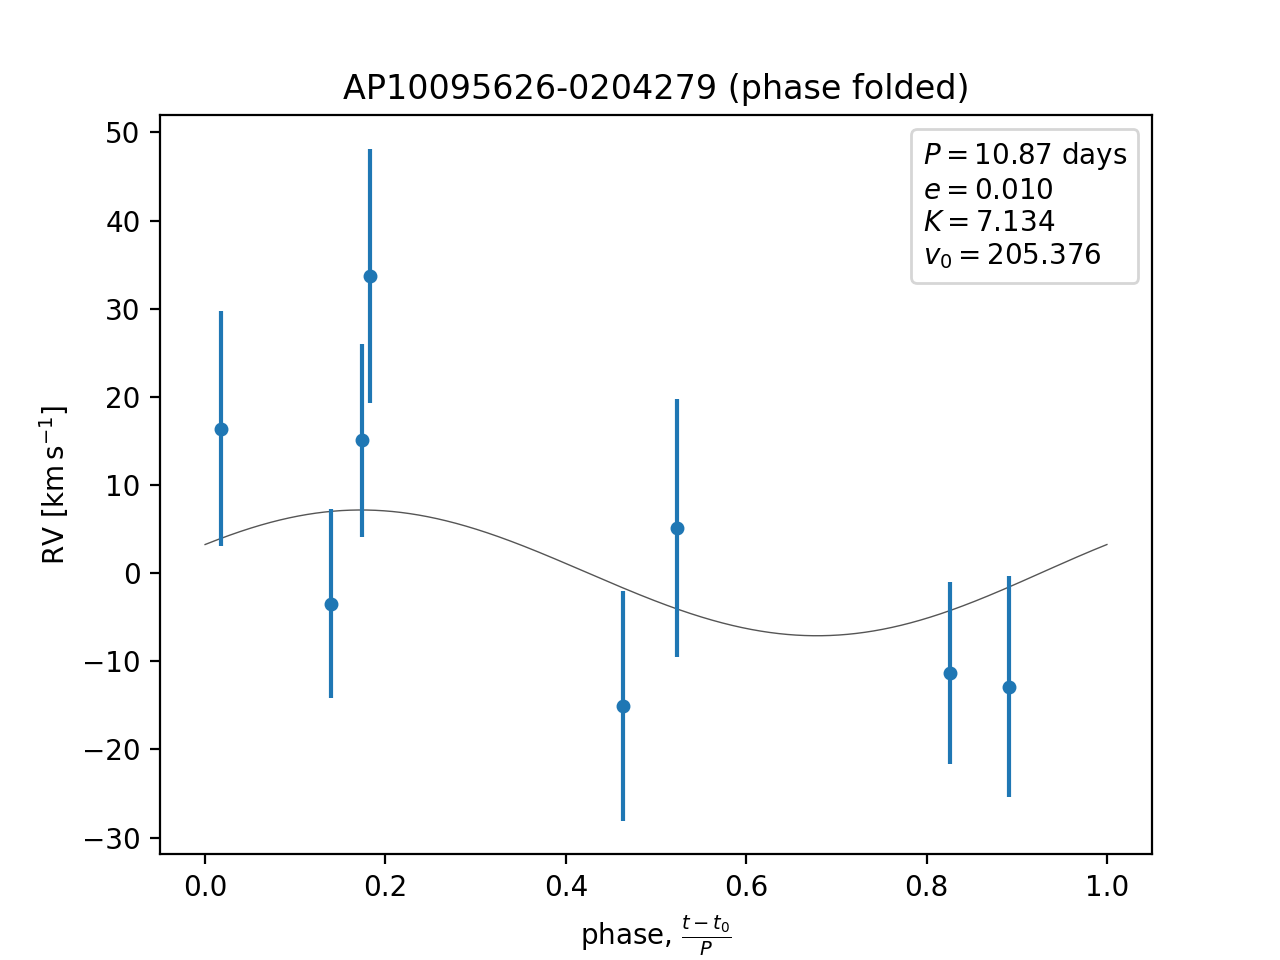 AP10095626-0204279 (phase folded)
P = 10.87 days
e = 0.010
K = 7.134
v₀ = 205.376
RV [km s⁻¹]
50
40
30
20
10
0
−10
−20
−30
0.0 0.2 0.4 0.6 0.8 1.0
phase, (t − t₀)/P